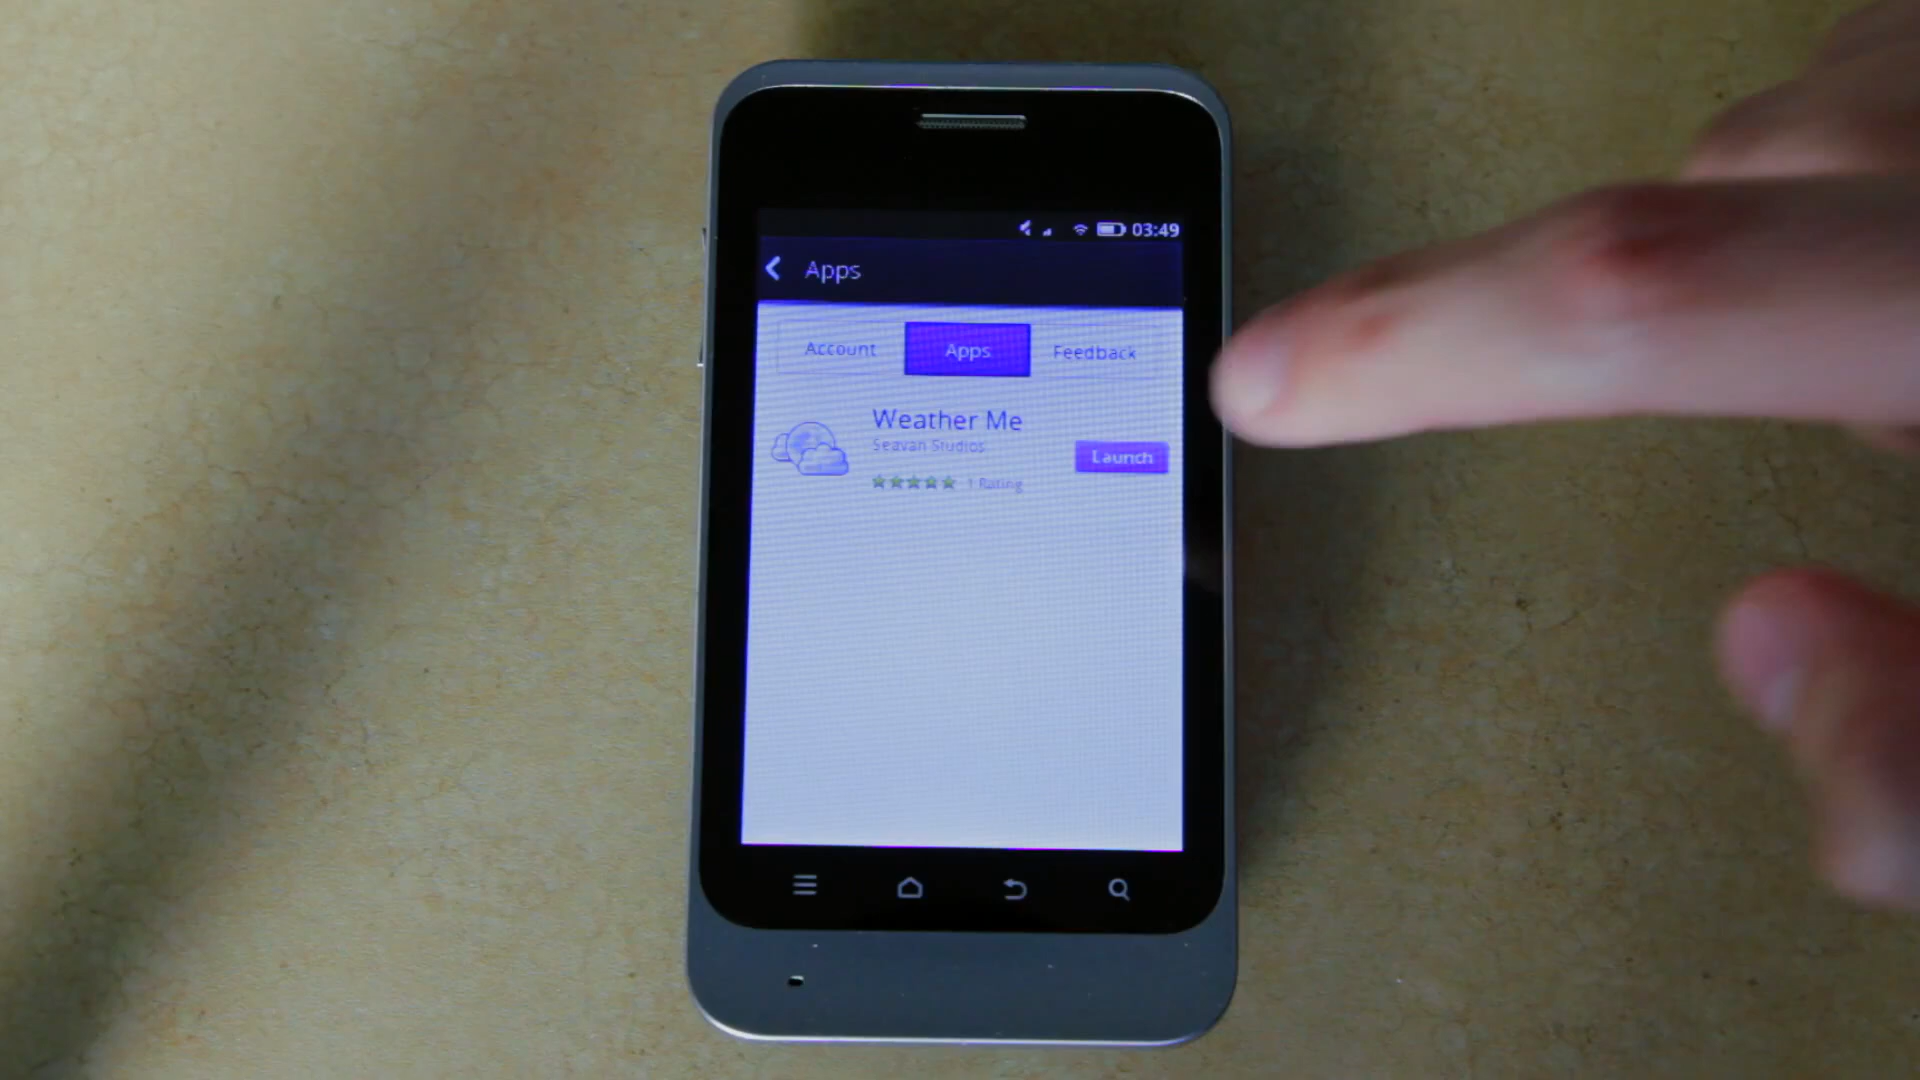 03:49
Apps
Account Apps Feedback
Weather Me
Seavan Studios
Launch
1 Rating